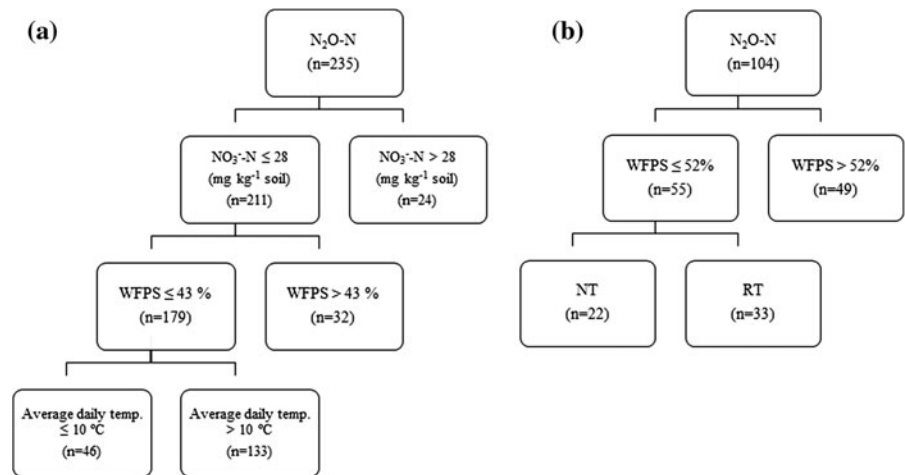 (a)
N₂O-N
(n=235)
NO₃⁻-N ≤ 28
(mg kg⁻¹ soil)
(n=211)
NO₃⁻-N > 28
(mg kg⁻¹ soil)
(n=24)
WFPS ≤ 43 %
(n=179)
WFPS > 43 %
(n=32)
Average daily temp.
≤ 10 °C
(n=46)
Average daily temp.
> 10 °C
(n=133)
(b)
N₂O-N
(n=104)
WFPS ≤ 52%
(n=55)
WFPS > 52%
(n=49)
NT
(n=22)
RT
(n=33)